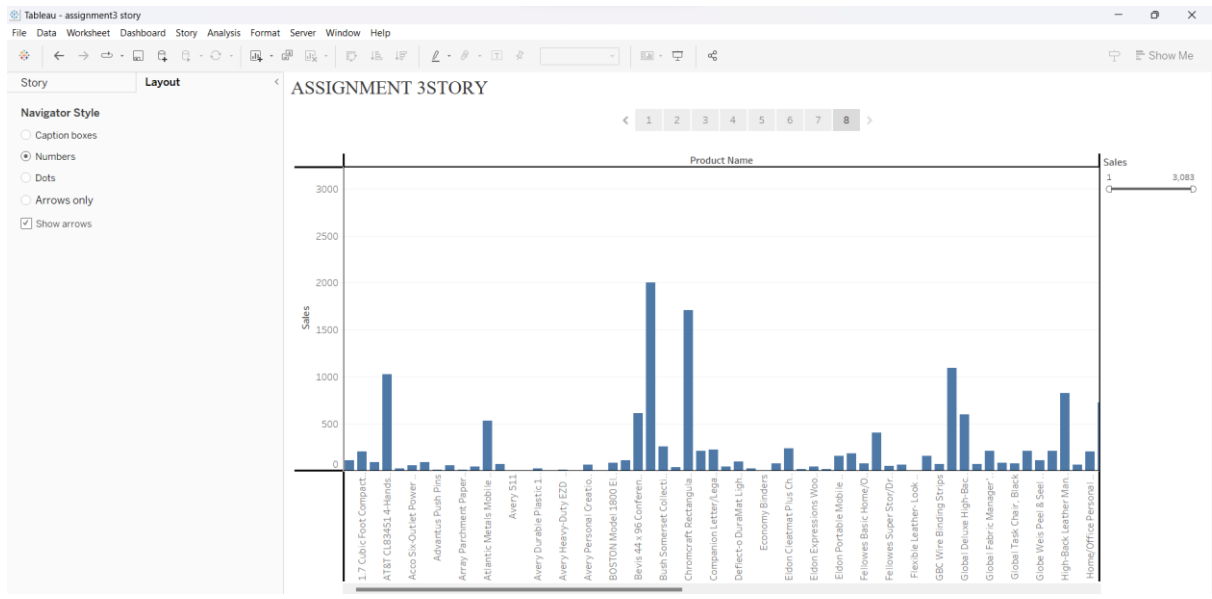 Tableau - assignment3 story
File Data Worksheet Dashboard Story Analysis Format Server Window Help
Show Me
Story Layout
ASSIGNMENT 3STORY
Navigator Style
Caption boxes
Numbers
Dots
Arrows only
Show arrows
1 2 3 4 5 6 7 8
Product Name
Sales
1 3,083
3000
2500
2000
1500
1000
500
0
Sales
1.7 Cubic Foot Compact..
AT&T CL83451 4-Hands..
Acco Six-Outlet Power ..
Advantus Push Pins
Array Parchment Paper..
Atlantic Metals Mobile ..
Avery 511
Avery Durable Plastic 1..
Avery Heavy-Duty EZD ..
Avery Personal Creatio..
BOSTON Model 1800 El..
Bevis 44 x 96 Conferen..
Bush Somerset Collecti..
Chromcraft Rectangula..
Companion Letter/Lega..
Deflect-o DuraMat Ligh..
Economy Binders
Eldon Cleatmat Plus Ch..
Eldon Expressions Woo..
Eldon Portable Mobile ..
Fellowes Basic Home/O..
Fellowes Super Stor/Dr..
Flexible Leather- Look ..
GBC Wire Binding Strips
Global Deluxe High-Bac..
Global Fabric Manager'..
Global Task Chair, Black
Globe Weis Peel & Seel ..
High-Back Leather Man..
Home/Office Personal ..